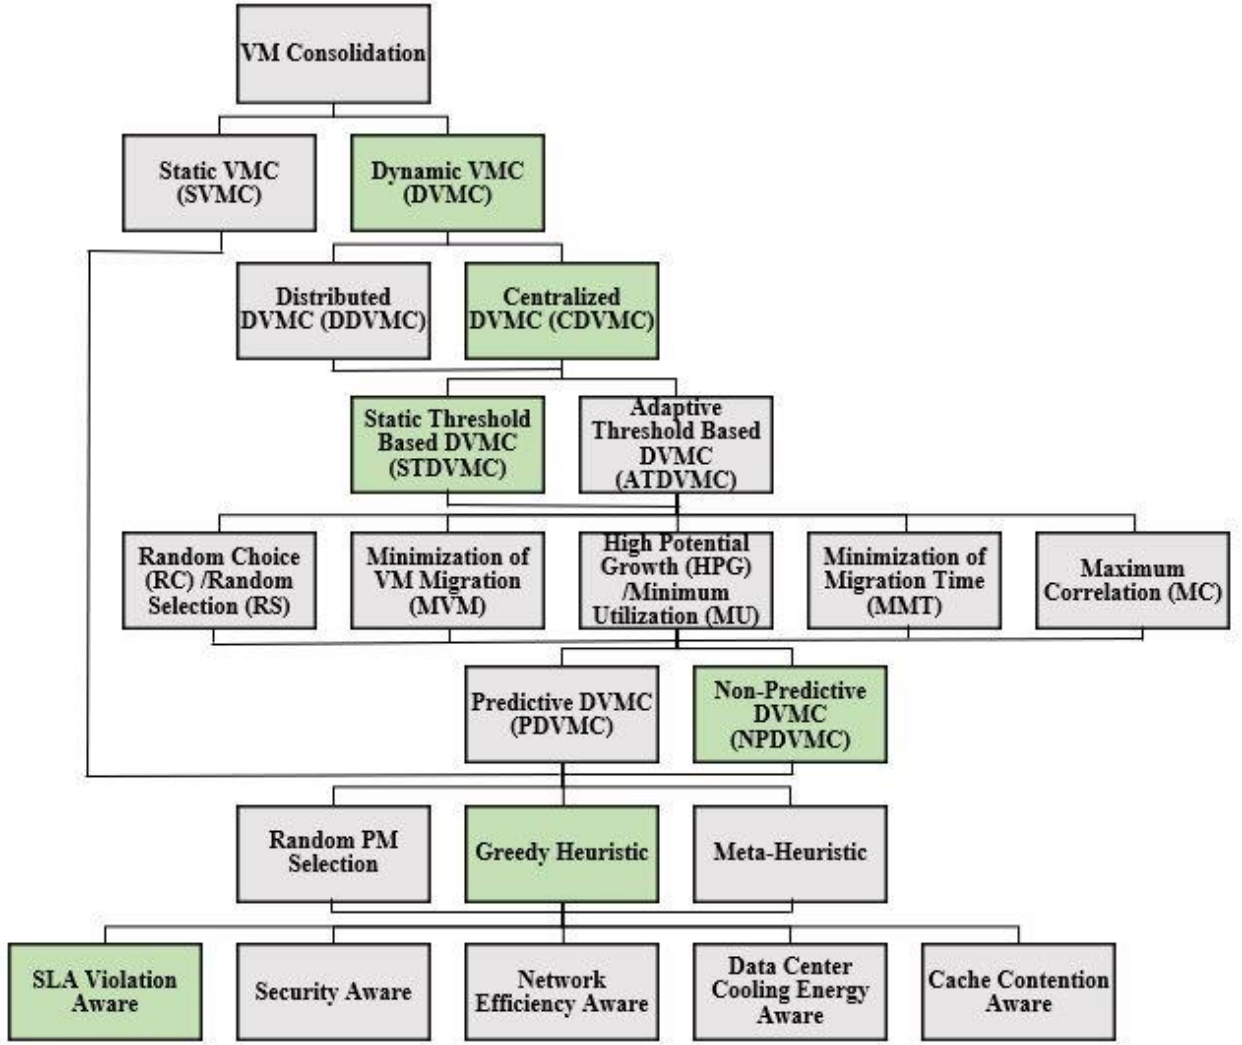 VM Consolidation
Static VMC
(SVMC)
Dynamic VMC
(DVMC)
Distributed
DVMC (DDVMC)
Centralized
DVMC (CDVMC)
Static Threshold
Based DVMC
(STDVMC)
Adaptive
Threshold Based
DVMC
(ATDVMC)
Random Choice
(RC) /Random
Selection (RS)
Minimization of
VM Migration
(MVM)
High Potential
Growth (HPG)
/Minimum
Utilization (MU)
Minimization of
Migration Time
(MMT)
Maximum
Correlation (MC)
Predictive DVMC
(PDVMC)
Non-Predictive
DVMC
(NPDVMC)
Random PM
Selection
Greedy Heuristic
Meta-Heuristic
SLA Violation
Aware
Security Aware
Network
Efficiency Aware
Data Center
Cooling Energy
Aware
Cache Contention
Aware